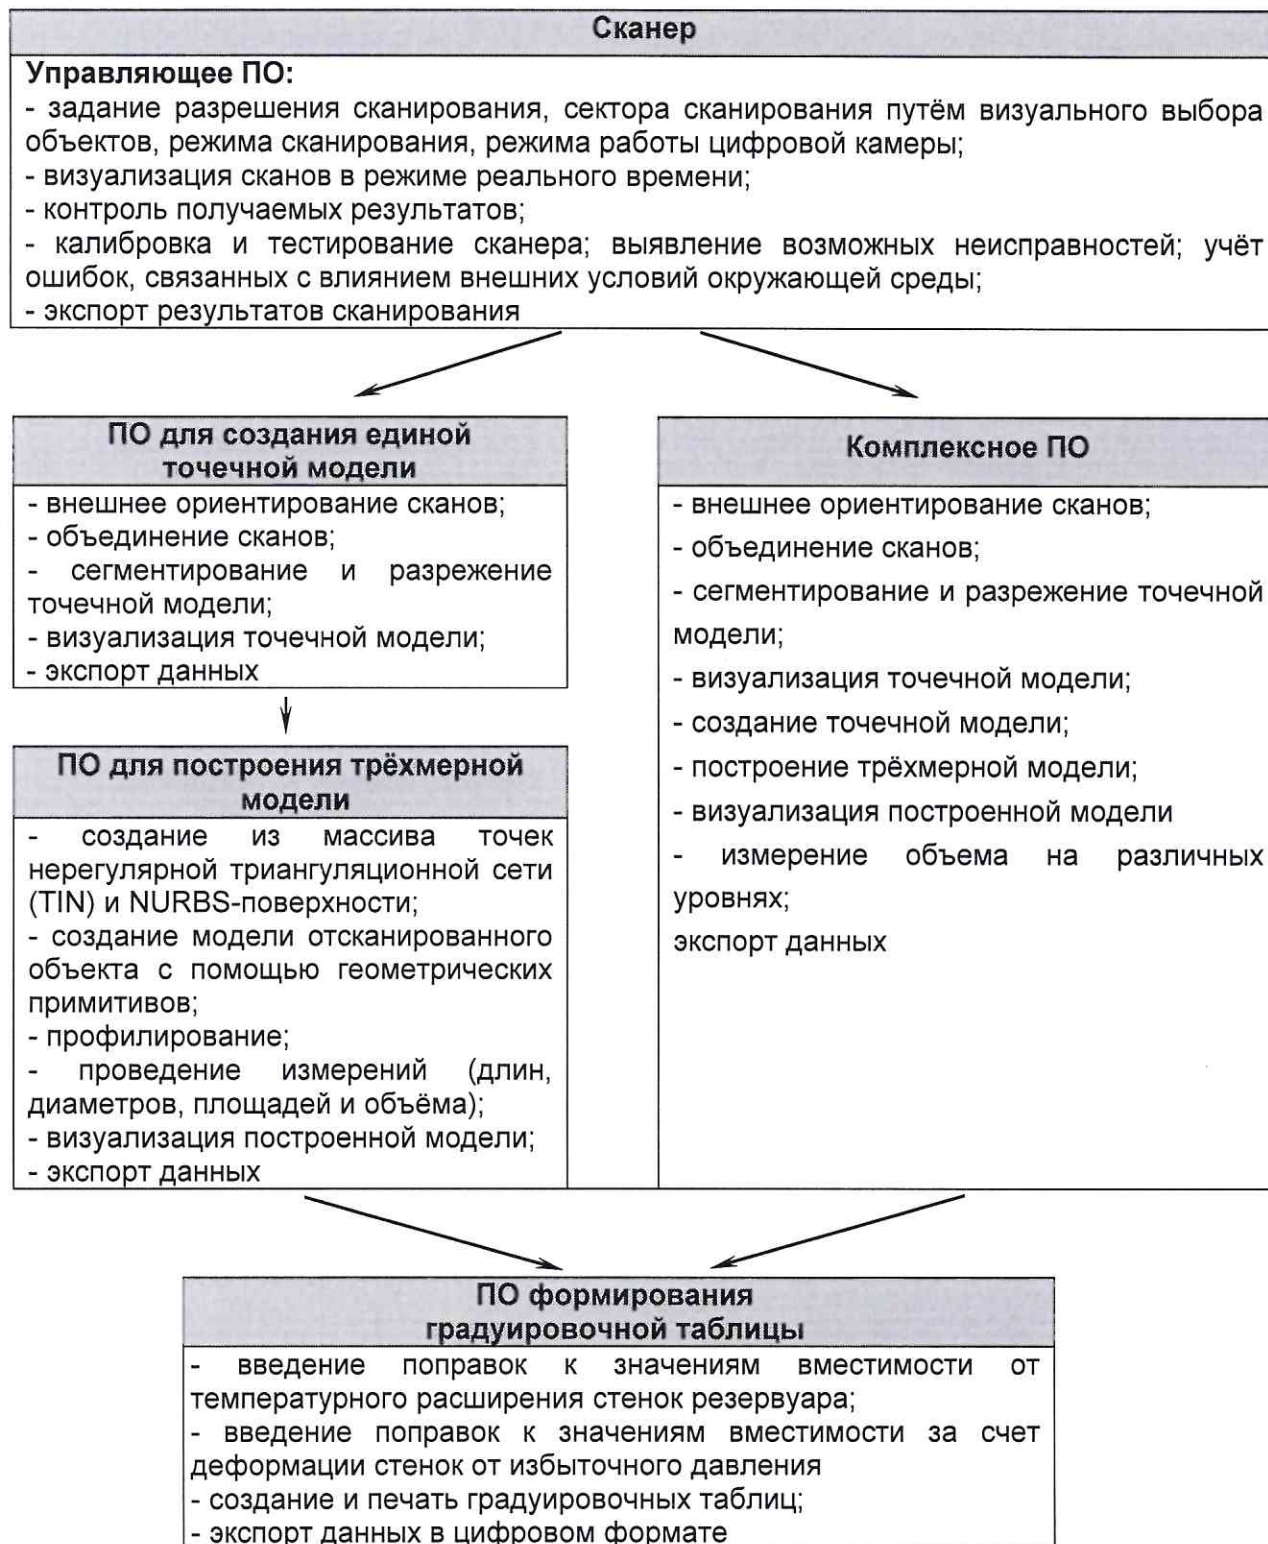 Сканер
Управляющее ПО:
- задание разрешения сканирования, сектора сканирования путём визуального выбора
объектов, режима сканирования, режима работы цифровой камеры;
- визуализация сканов в режиме реального времени;
- контроль получаемых результатов;
- калибровка и тестирование сканера; выявление возможных неисправностей; учёт
ошибок, связанных с влиянием внешних условий окружающей среды;
- экспорт результатов сканирования
ПО для создания единой
точечной модели
- внешнее ориентирование сканов;
- объединение сканов;
- сегментирование и разрежение
точечной модели;
- визуализация точечной модели;
- экспорт данных
ПО для построения трёхмерной
модели
- создание из массива точек
нерегулярной триангуляционной сети
(TIN) и NURBS-поверхности;
- создание модели отсканированного
объекта с помощью геометрических
примитивов;
- профилирование;
- проведение измерений (длин,
диаметров, площадей и объёма);
- визуализация построенной модели;
- экспорт данных
Комплексное ПО
- внешнее ориентирование сканов;
- объединение сканов;
- сегментирование и разрежение точечной
модели;
- визуализация точечной модели;
- создание точечной модели;
- построение трёхмерной модели;
- визуализация построенной модели
- измерение объема на различных
уровнях;
экспорт данных
ПО формирования
градуировочной таблицы
- введение поправок к значениям вместимости от
температурного расширения стенок резервуара;
- введение поправок к значениям вместимости за счет
деформации стенок от избыточного давления
- создание и печать градуировочных таблиц;
- экспорт данных в цифровом формате